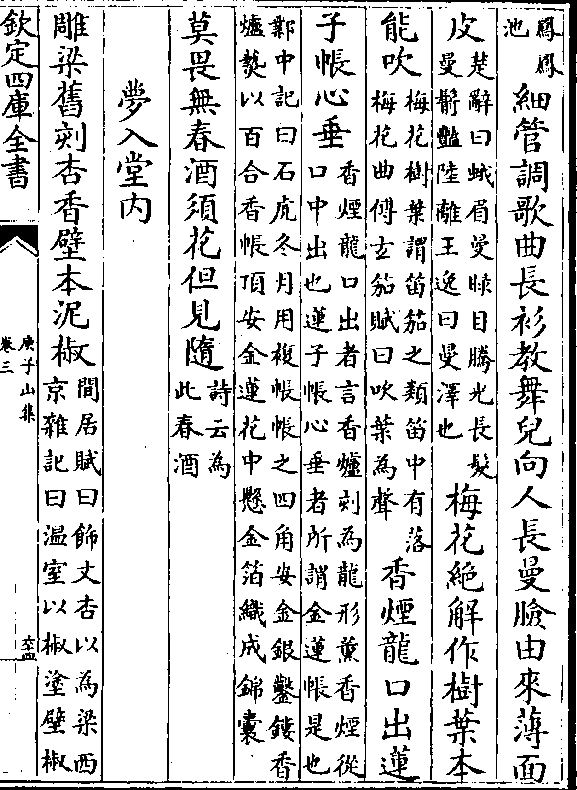 鳳鳳
池
細管調歌曲長衫教舞兒向人長曼臉由來薄面
皮
楚辭曰蛾眉曼睩目騰光長髮
曼鬋豔陸離王逸曰曼澤也
梅花絶解作樹葉本
能吹
梅花樹葉謂笛笳之類笛中有落
梅花曲傅玄笳賦曰吹葉為聲
香煙龍口出蓮
子帳心垂
香煙龍口出者言香爐刻為龍形薰香煙從
口中出也蓮子帳心垂者所謂金蓮帳是也
鄴中記曰石虎冬月用複帳帳之四角安金銀鑿鏤香
爐爇以百合香帳頂安金蓮花中懸金箔織成錦囊
莫畏無春酒須花但見隨
詩云為
此春酒
夢入堂内
雕梁舊刻杏香壁本泥椒
閒居賦曰飾文杏以為梁西
京雜記曰温室以椒塗壁椒
欽定四庫全書
庾子山集
卷三